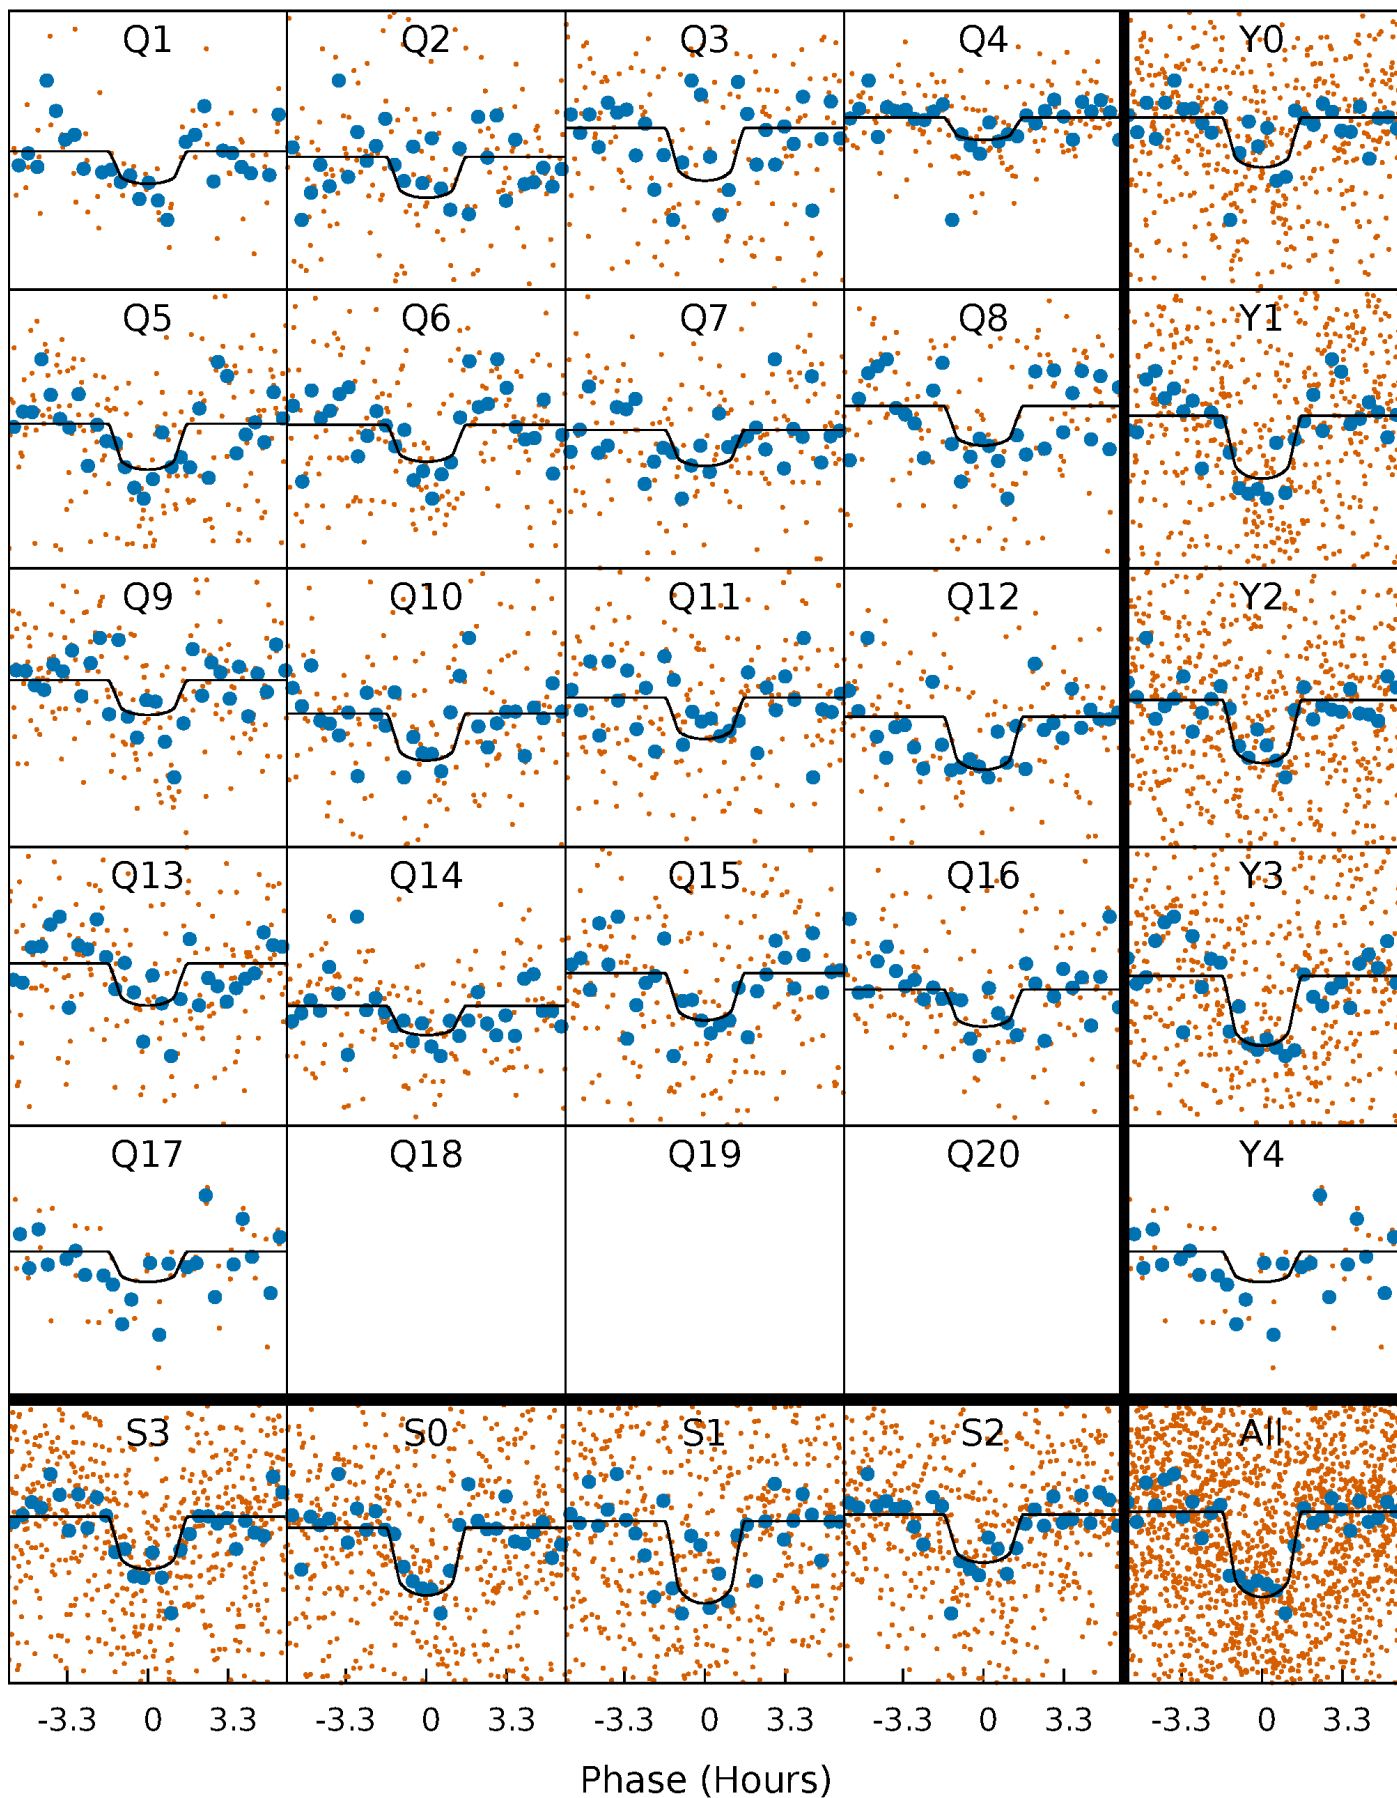 Q1 Q2 Q3 Q4 Y0
Q5 Q6 Q7 Q8 Y1
Q9 Q10 Q11 Q12 Y2
Q13 Q14 Q15 Q16 Y3
Q17 Q18 Q19 Q20 Y4
S3 S0 S1 S2 All
-3.3 0 3.3 -3.3 0 3.3 -3.3 0 3.3 -3.3 0 3.3 -3.3 0 3.3
Phase (Hours)